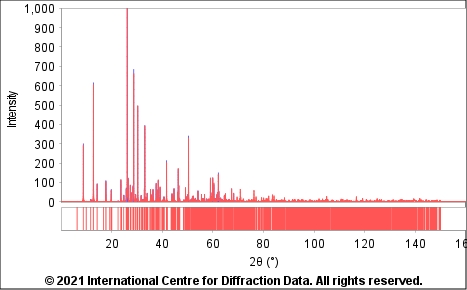 1,000
900
800
700
600
500
400
300
200
100
0
Intensity
20 40 60 80 100 120 140 16
2θ (°)
© 2021 International Centre for Diffraction Data. All rights reserved.